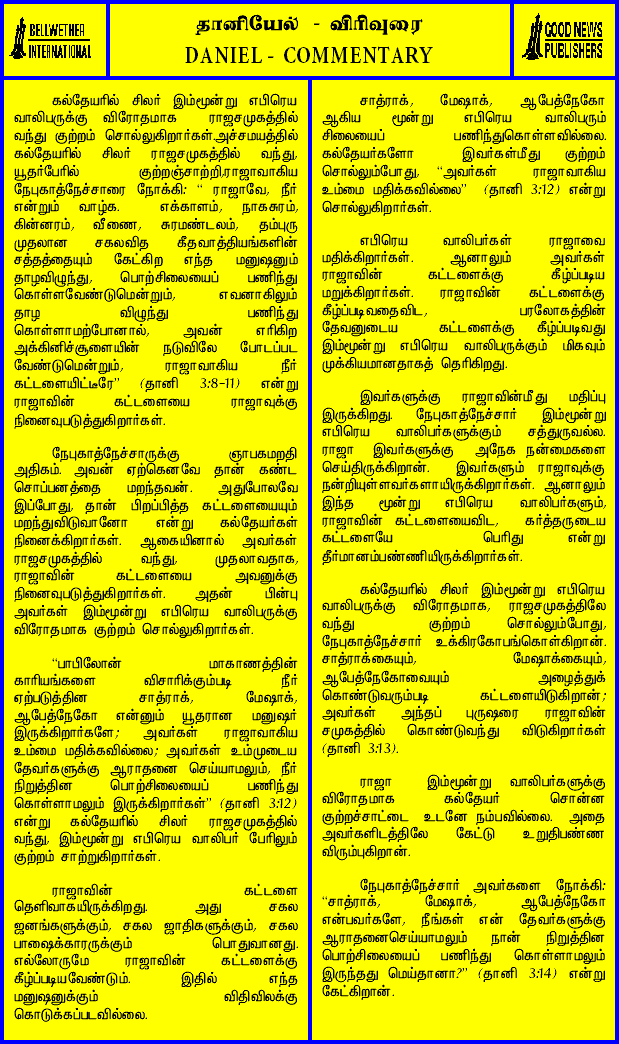 BELLWETHER
INTERNATIONAL
தானியேல் - விரிவுரை
DANIEL - COMMENTARY
GOOD NEWS
PUBLISHERS
கல்தேயரில் சிலர் இம்மூன்று எபிரெய
வாலிபருக்கு விரோதமாக ராஜசமுகத்தில்
வந்து குற்றம் சொல்லுகிறார்கள்.அச்சமயத்தில்
கல்தேயரில் சிலர் ராஜசமுகத்தில் வந்து,
யூதர்பேரில் குற்றஞ்சாற்றி,ராஜாவாகிய
நேபுகாத்நேச்சாரை நோக்கி: “ ராஜாவே, நீர்
என்றும் வாழ்க. எக்காளம், நாகசுரம்,
கின்னரம், வீணை, சுரமண்டலம், தம்புரு
முதலான சகலவித கீதவாத்தியங்களின்
சத்தத்தையும் கேட்கிற எந்த மனுஷனும்
தாழவிழுந்து, பொற்சிலையைப் பணிந்து
கொள்ளவேண்டுமென்றும், எவனாகிலும்
தாழ விழுந்து பணிந்து
கொள்ளாமற்போனால், அவன் எரிகிற
அக்கினிச்சூளையின் நடுவிலே போடப்பட
வேண்டுமென்றும், ராஜாவாகிய நீர்
கட்டளையிட்டீரே” (தானி 3:8-11) என்று
ராஜாவின் கட்டளையை ராஜாவுக்கு
நினைவுபடுத்துகிறார்கள்.
நேபுகாத்நேச்சாருக்கு ஞாபகமறதி
அதிகம். அவன் ஏற்கெனவே தான் கண்ட
சொப்பனத்தை மறந்தவன். அதுபோலவே
இப்போது, தான் பிறப்பித்த கட்டளையையும்
மறந்துவிடுவானோ என்று கல்தேயர்கள்
நினைக்கிறார்கள். ஆகையினால் அவர்கள்
ராஜசமுகத்தில் வந்து, முதலாவதாக,
ராஜாவின் கட்டளையை அவனுக்கு
நினைவுபடுத்துகிறார்கள். அதன் பின்பு
அவர்கள் இம்மூன்று எபிரெய வாலிபருக்கு
விரோதமாக குற்றம் சொல்லுகிறார்கள்.
“பாபிலோன் மாகாணத்தின்
காரியங்களை விசாரிக்கும்படி நீர்
ஏற்படுத்தின சாத்ராக், மேஷாக்,
ஆபேத்நேகோ என்னும் யூதரான மனுஷர்
இருக்கிறார்களே; அவர்கள் ராஜாவாகிய
உம்மை மதிக்கவில்லை; அவர்கள் உம்முடைய
தேவர்களுக்கு ஆராதனை செய்யாமலும், நீர்
நிறுத்தின பொற்சிலையைப் பணிந்து
கொள்ளாமலும் இருக்கிறார்கள்” (தானி 3:12)
என்று கல்தேயரில் சிலர் ராஜசமுகத்தில்
வந்து, இம்மூன்று எபிரெய வாலிபர் பேரிலும்
குற்றம் சாற்றுகிறார்கள்.
ராஜாவின் கட்டளை
தெளிவாகயிருக்கிறது. அது சகல
ஜனங்களுக்கும், சகல ஜாதிகளுக்கும், சகல
பாஷைக்காரருக்கும் பொதுவானது.
எல்லோருமே ராஜாவின் கட்டளைக்கு
கீழ்ப்படியவேண்டும். இதில் எந்த
மனுஷனுக்கும் விதிவிலக்கு
கொடுக்கப்படவில்லை.
சாத்ராக், மேஷாக், ஆபேத்நேகோ
ஆகிய மூன்று எபிரெய வாலிபரும்
சிலையைப் பணிந்துகொள்ளவில்லை.
கல்தேயர்களோ இவர்கள்மீது குற்றம்
சொல்லும்போது, “அவர்கள் ராஜாவாகிய
உம்மை மதிக்கவில்லை” (தானி 3:12) என்று
சொல்லுகிறார்கள்.
எபிரெய வாலிபர்கள் ராஜாவை
மதிக்கிறார்கள். ஆனாலும் அவர்கள்
ராஜாவின் கட்டளைக்கு கீழ்ப்படிய
மறுக்கிறார்கள். ராஜாவின் கட்டளைக்கு
கீழ்ப்படிவதைவிட, பரலோகத்தின்
தேவனுடைய கட்டளைக்கு கீழ்ப்படிவது
இம்மூன்று எபிரெய வாலிபருக்கும் மிகவும்
முக்கியமானதாகத் தெரிகிறது.
இவர்களுக்கு ராஜாவின்மீது மதிப்பு
இருக்கிறது. நேபுகாத்நேச்சார் இம்மூன்று
எபிரெய வாலிபர்களுக்கும் சத்துருவல்ல.
ராஜா இவர்களுக்கு அநேக நன்மைகளை
செய்திருக்கிறான். இவர்களும் ராஜாவுக்கு
நன்றியுள்ளவர்களாயிருக்கிறார்கள். ஆனாலும்
இந்த மூன்று எபிரெய வாலிபர்களும்,
ராஜாவின் கட்டளையைவிட, கர்த்தருடைய
கட்டளையே பெரிது என்று
தீர்மானம்பண்ணியிருக்கிறார்கள்.
கல்தேயரில் சிலர் இம்மூன்று எபிரெய
வாலிபருக்கு விரோதமாக, ராஜசமுகத்திலே
வந்து குற்றம் சொல்லும்போது,
நேபுகாத்நேச்சார் உக்கிரகோபங்கொள்கிறான்.
சாத்ராக்கையும், மேஷாக்கையும்,
ஆபேத்நேகோவையும் அழைத்துக்
கொண்டுவரும்படி கட்டளையிடுகிறான்;
அவர்கள் அந்தப் புருஷரை ராஜாவின்
சமுகத்தில் கொண்டுவந்து விடுகிறார்கள்
(தானி 3:13).
ராஜா இம்மூன்று வாலிபர்களுக்கு
விரோதமாக கல்தேயர் சொன்ன
குற்றச்சாட்டை உடனே நம்பவில்லை. அதை
அவர்களிடத்திலே கேட்டு உறுதிபண்ண
விரும்புகிறான்.
நேபுகாத்நேச்சார் அவர்களை நோக்கி:
“சாத்ராக், மேஷாக், ஆபேத்நேகோ
என்பவர்களே, நீங்கள் என் தேவர்களுக்கு
ஆராதனைசெய்யாமலும் நான் நிறுத்தின
பொற்சிலையைப் பணிந்து கொள்ளாமலும்
இருந்தது மெய்தானா?” (தானி 3:14) என்று
கேட்கிறான்.